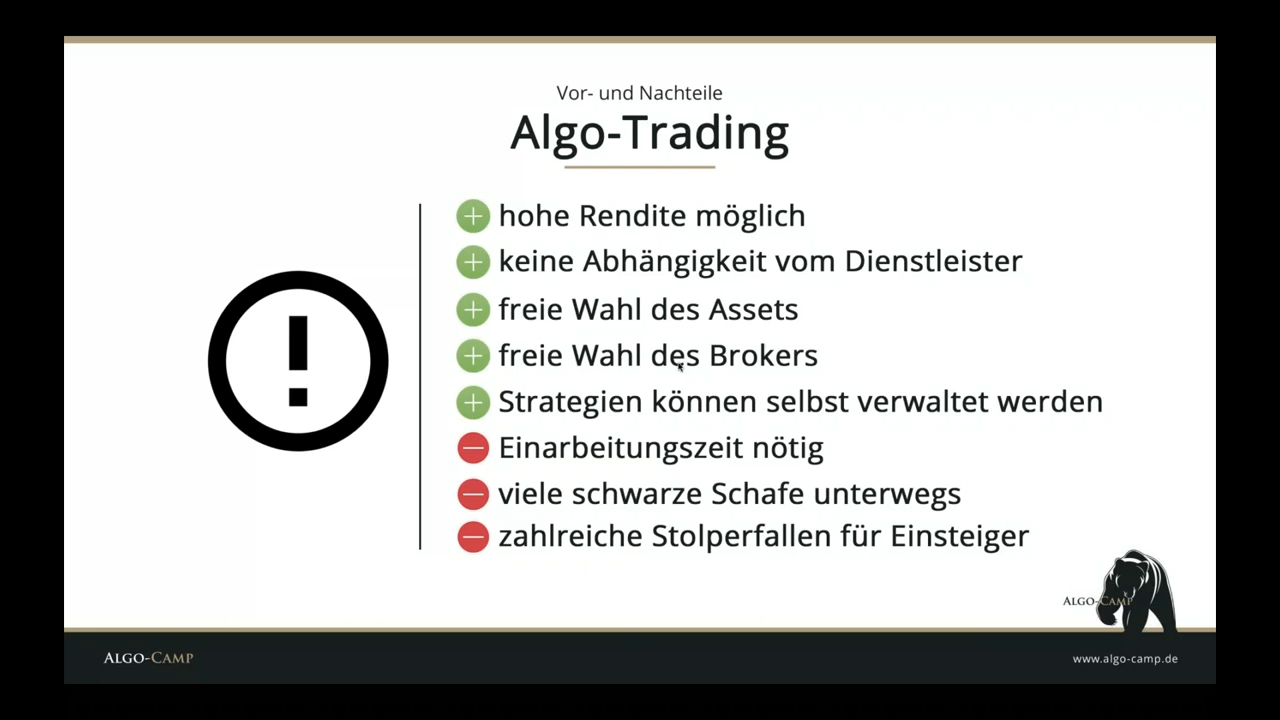 Vor- und Nachteile
Algo-Trading
hohe Rendite möglich
keine Abhängigkeit vom Dienstleister
freie Wahl des Assets
freie Wahl des Brokers
Strategien können selbst verwaltet werden
Einarbeitungszeit nötig
viele schwarze Schafe unterwegs
zahlreiche Stolperfallen für Einsteiger
ALGO-CAMP
ALGO-CAMP
www.algo-camp.de